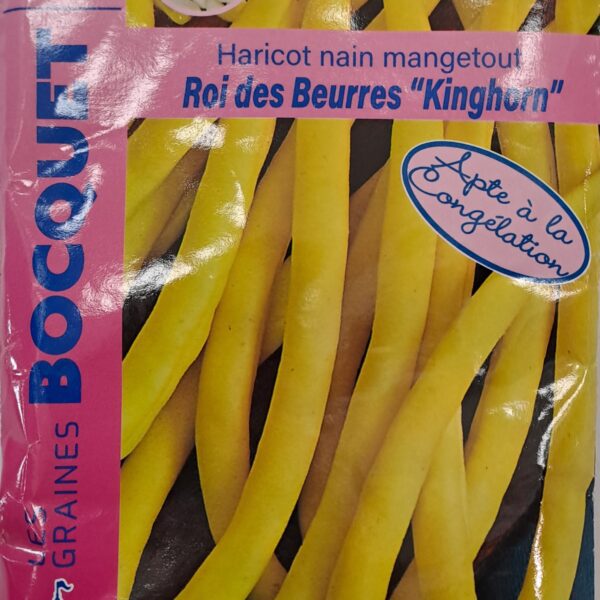 Haricot nain mangetout
Roi des Beurres "Kinghorn"
Apte à la
Congélation
LES
GRAINES
BOCQUET